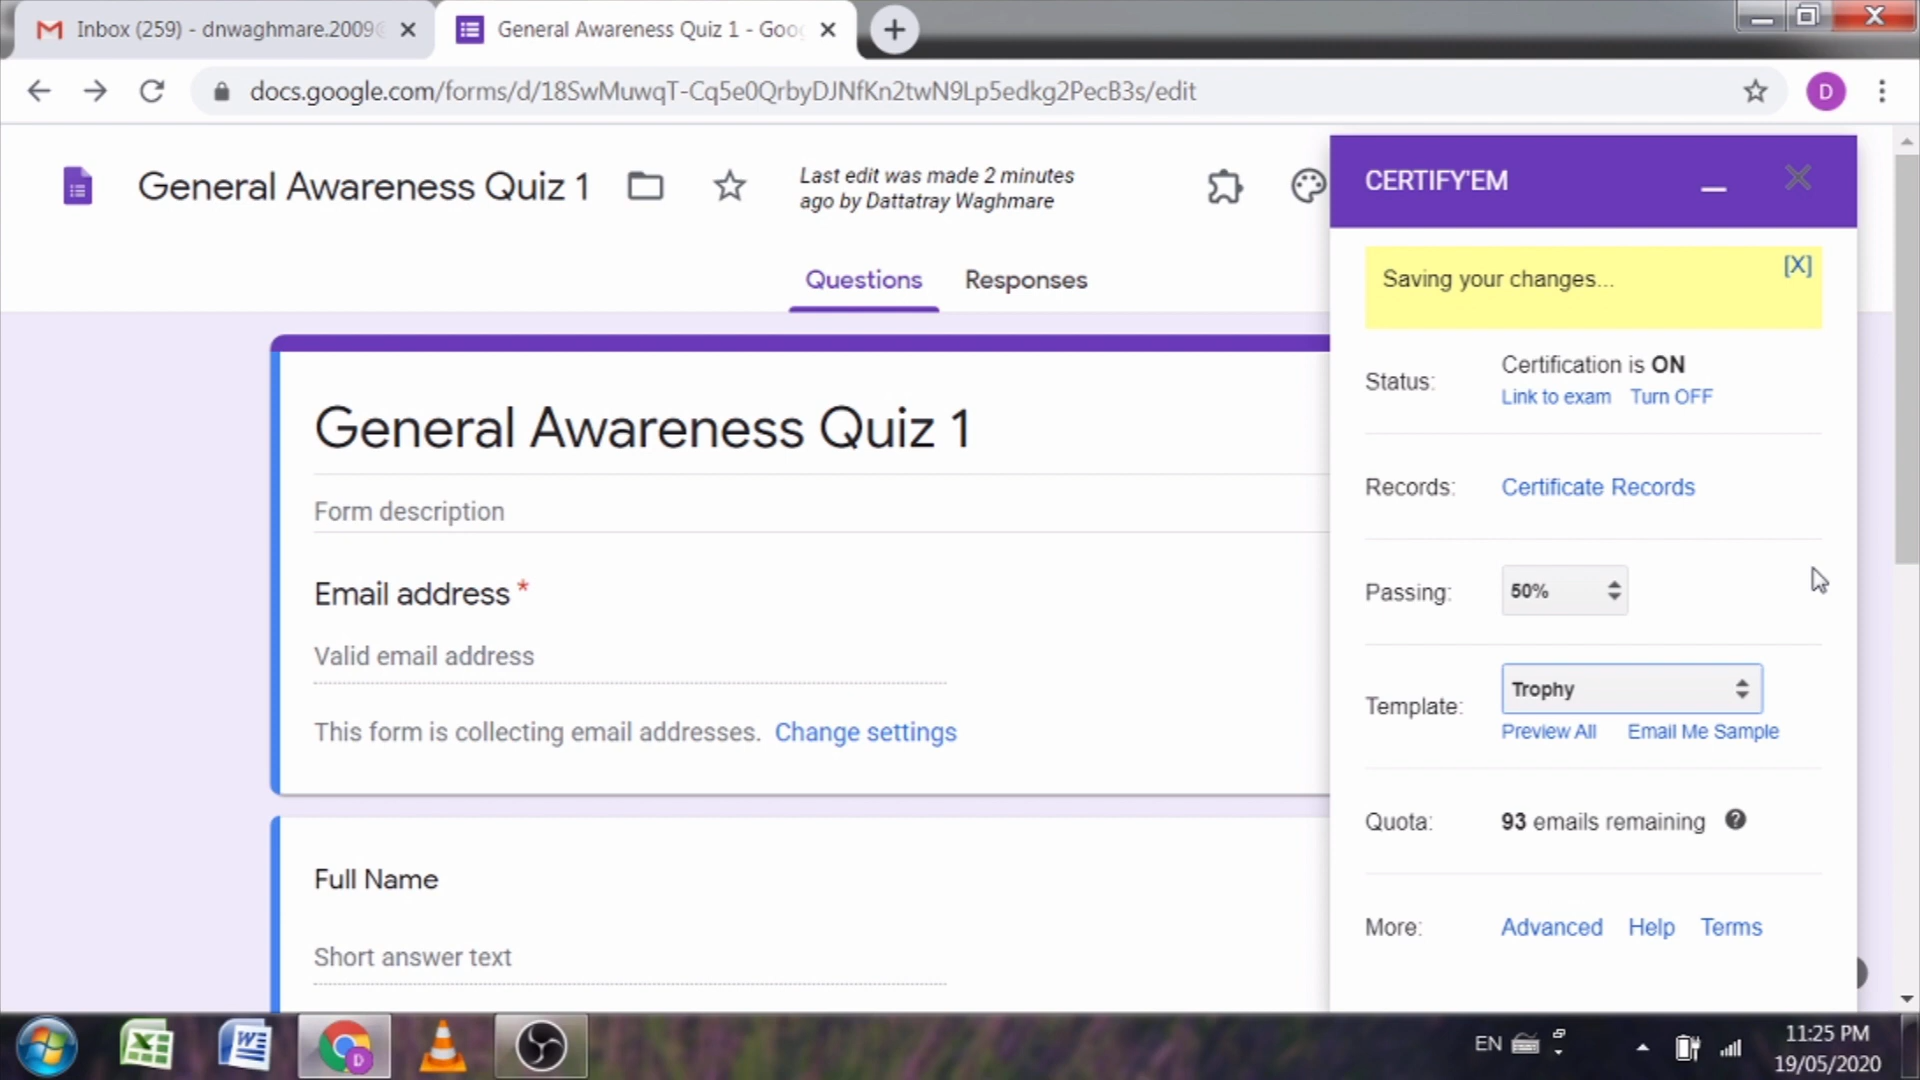 Inbox (259) - dnwaghmare.2009@
General Awareness Quiz 1 - Goo
docs.google.com/forms/d/18SwMuwqT-Cq5e0QrbyDJNfKn2twN9Lp5edkg2PecB3s/edit
D
General Awareness Quiz 1
Last edit was made 2 minutes
ago by Dattatray Waghmare
Questions
Responses
General Awareness Quiz 1
Form description
Email address *
Valid email address
This form is collecting email addresses. Change settings
Full Name
Short answer text
CERTIFY'EM
Saving your changes...
[X]
Status:
Certification is ON
Link to exam Turn OFF
Records: Certificate Records
Passing: 50%
Template: Trophy
Preview All Email Me Sample
Quota: 93 emails remaining ?
More: Advanced Help Terms
D
EN
11:25 PM
19/05/2020